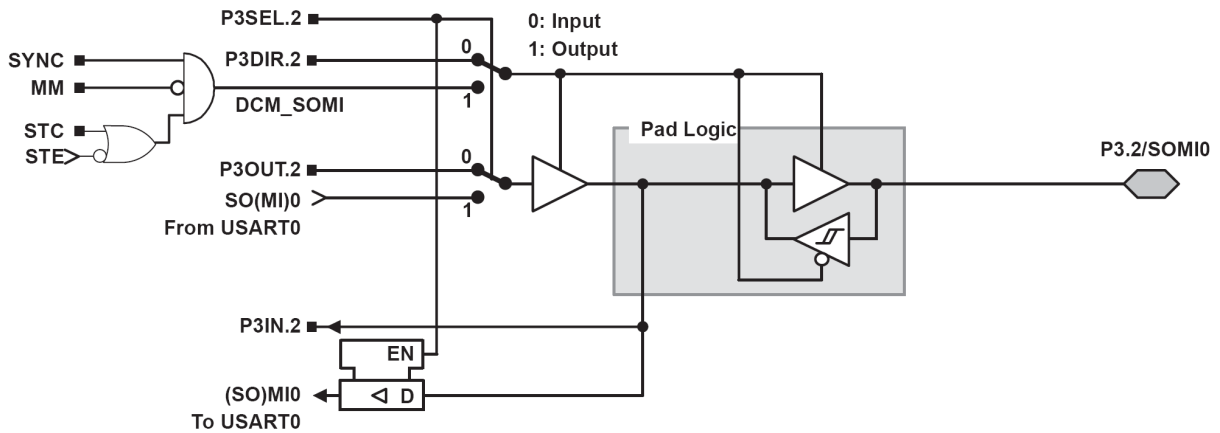 P3SEL.2
0: Input
1: Output
SYNC
P3DIR.2
0
MM
1
DCM_SOMI
STC
STE
Pad Logic
P3OUT.2
0
P3.2/SOMI0
SO(MI)0
1
From USART0
P3IN.2
EN
(SO)MI0
D
To USART0